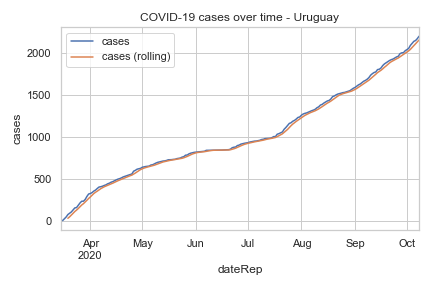 COVID-19 cases over time - Uruguay
cases
cases (rolling)
cases
2000
1500
1000
500
0
Apr May Jun Jul Aug Sep Oct
2020
dateRep